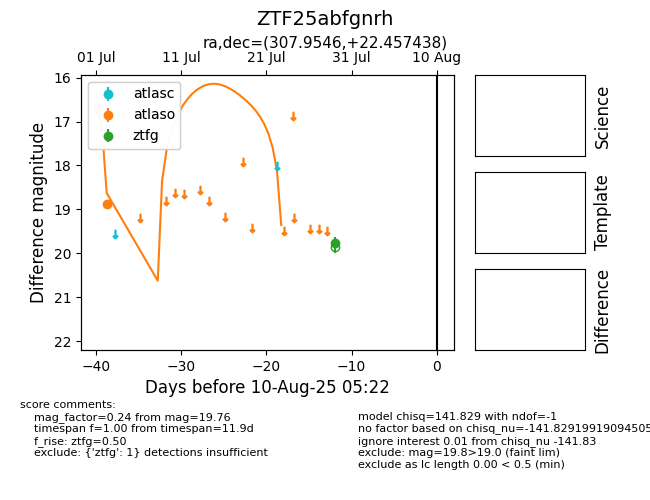 ZTF25abfgnrh
ra,dec=(307.9546,+22.457438)
01 Jul 11 Jul 21 Jul 31 Jul 10 Aug
atlasc
atlaso
ztfg
16
17
18
19
20
21
22
Difference magnitude
−40 −30 −20 −10 0
Days before 10-Aug-25 05:22
Science
Template
Difference
score comments:
mag_factor=0.24 from mag=19.76
timespan f=1.00 from timespan=11.9d
f_rise: ztfg=0.50
exclude: {'ztfg': 1} detections insufficient
model chisq=141.829 with ndof=-1
no factor based on chisq_nu=-141.82919919094505
ignore interest 0.01 from chisq_nu -141.83
exclude: mag=19.8>19.0 (faint lim)
exclude as lc length 0.00 < 0.5 (min)